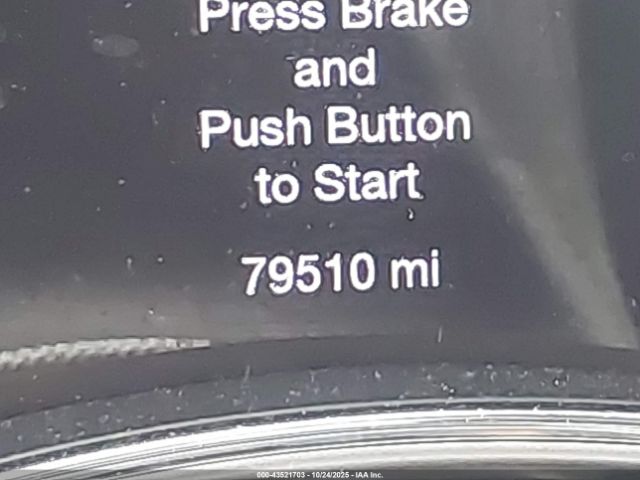 Press Brake
and
Push Button
to Start
79510 mi
000-43521703 - 10/24/2025 - IAA Inc.